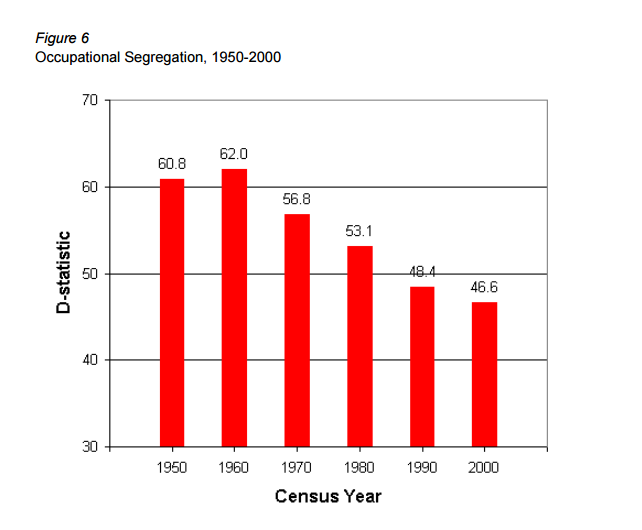 Figure 6
Occupational Segregation, 1950-2000
70
60
50
40
30
D-statistic
60.8
62.0
56.8
53.1
48.4
46.6
1950 1960 1970 1980 1990 2000
Census Year